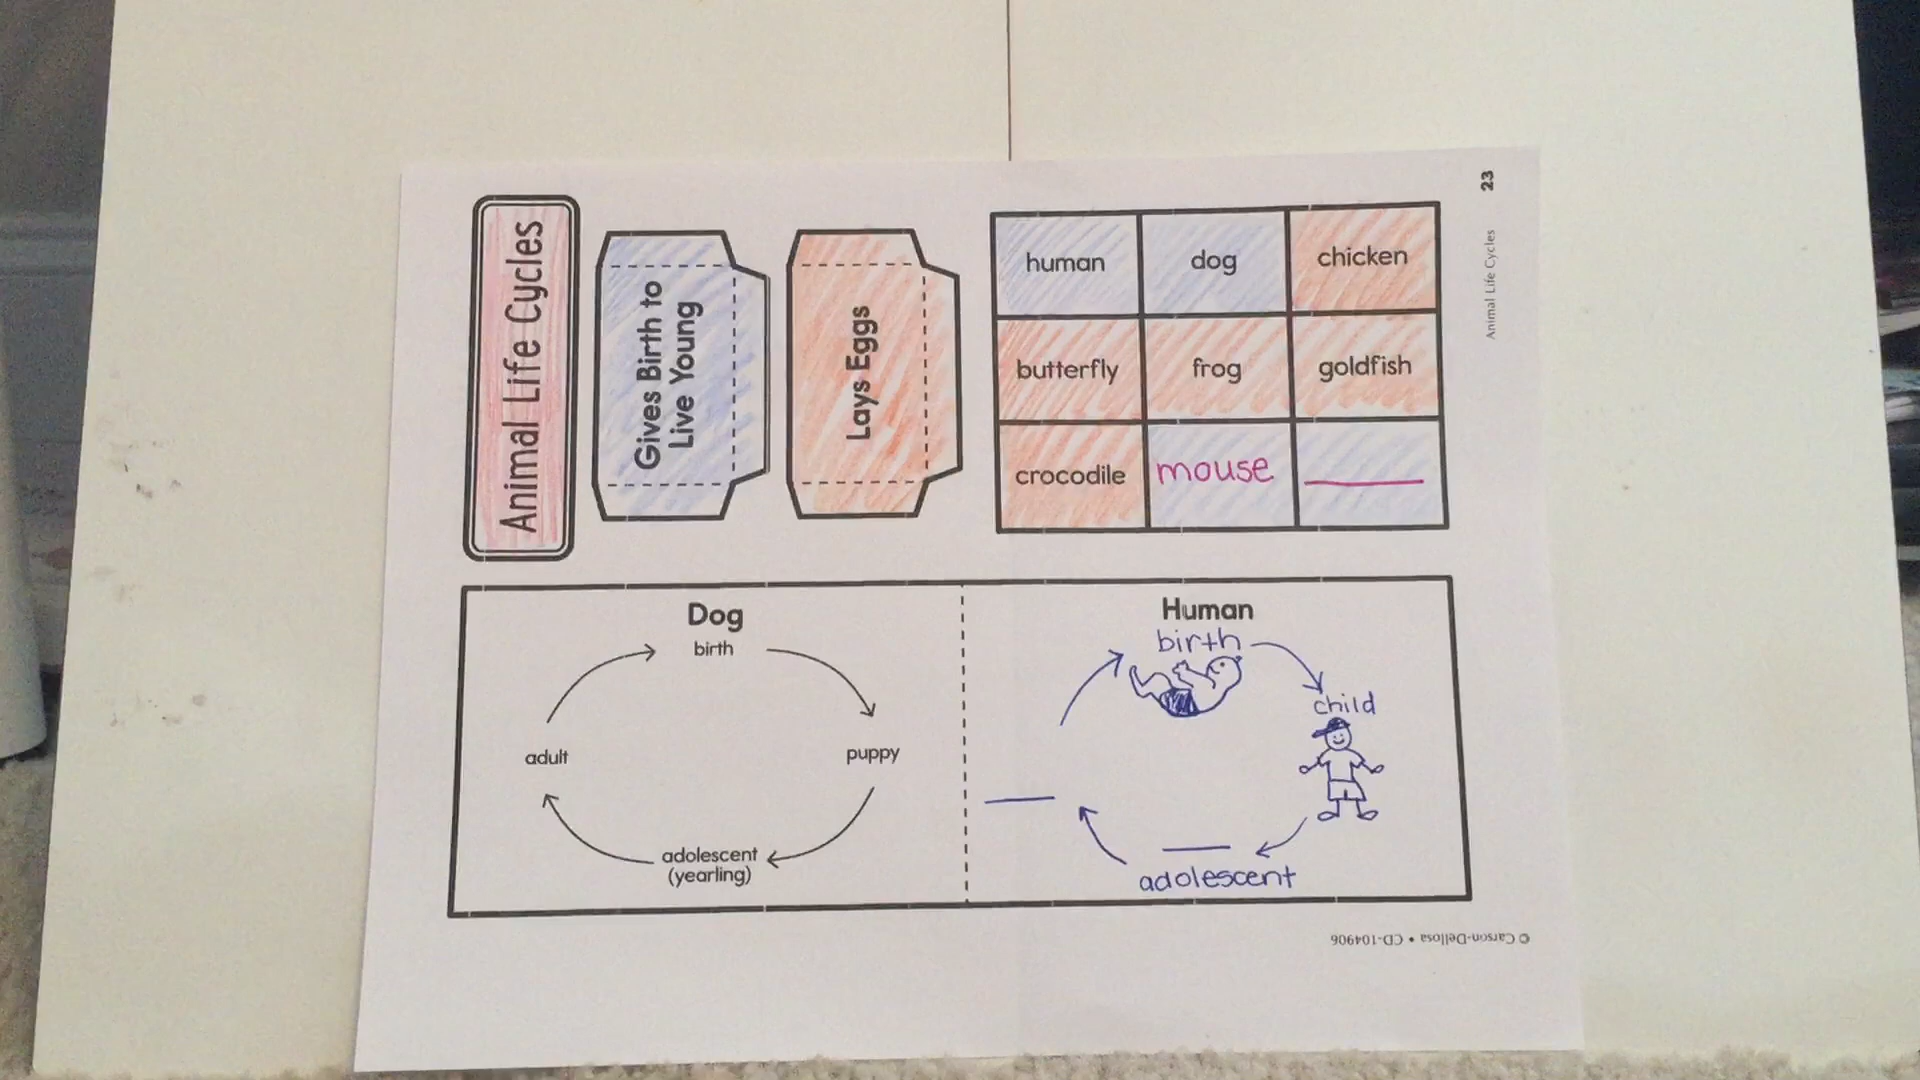 Animal Life Cycles
Gives Birth to
Live Young
Lays Eggs
human
dog
chicken
butterfly
frog
goldfish
crocodile
mouse
23
Animal Life Cycles
Dog
birth
puppy
adolescent
(yearling)
adult
Human
birth
child
adolescent
© Carson-Dellosa • CD-104906